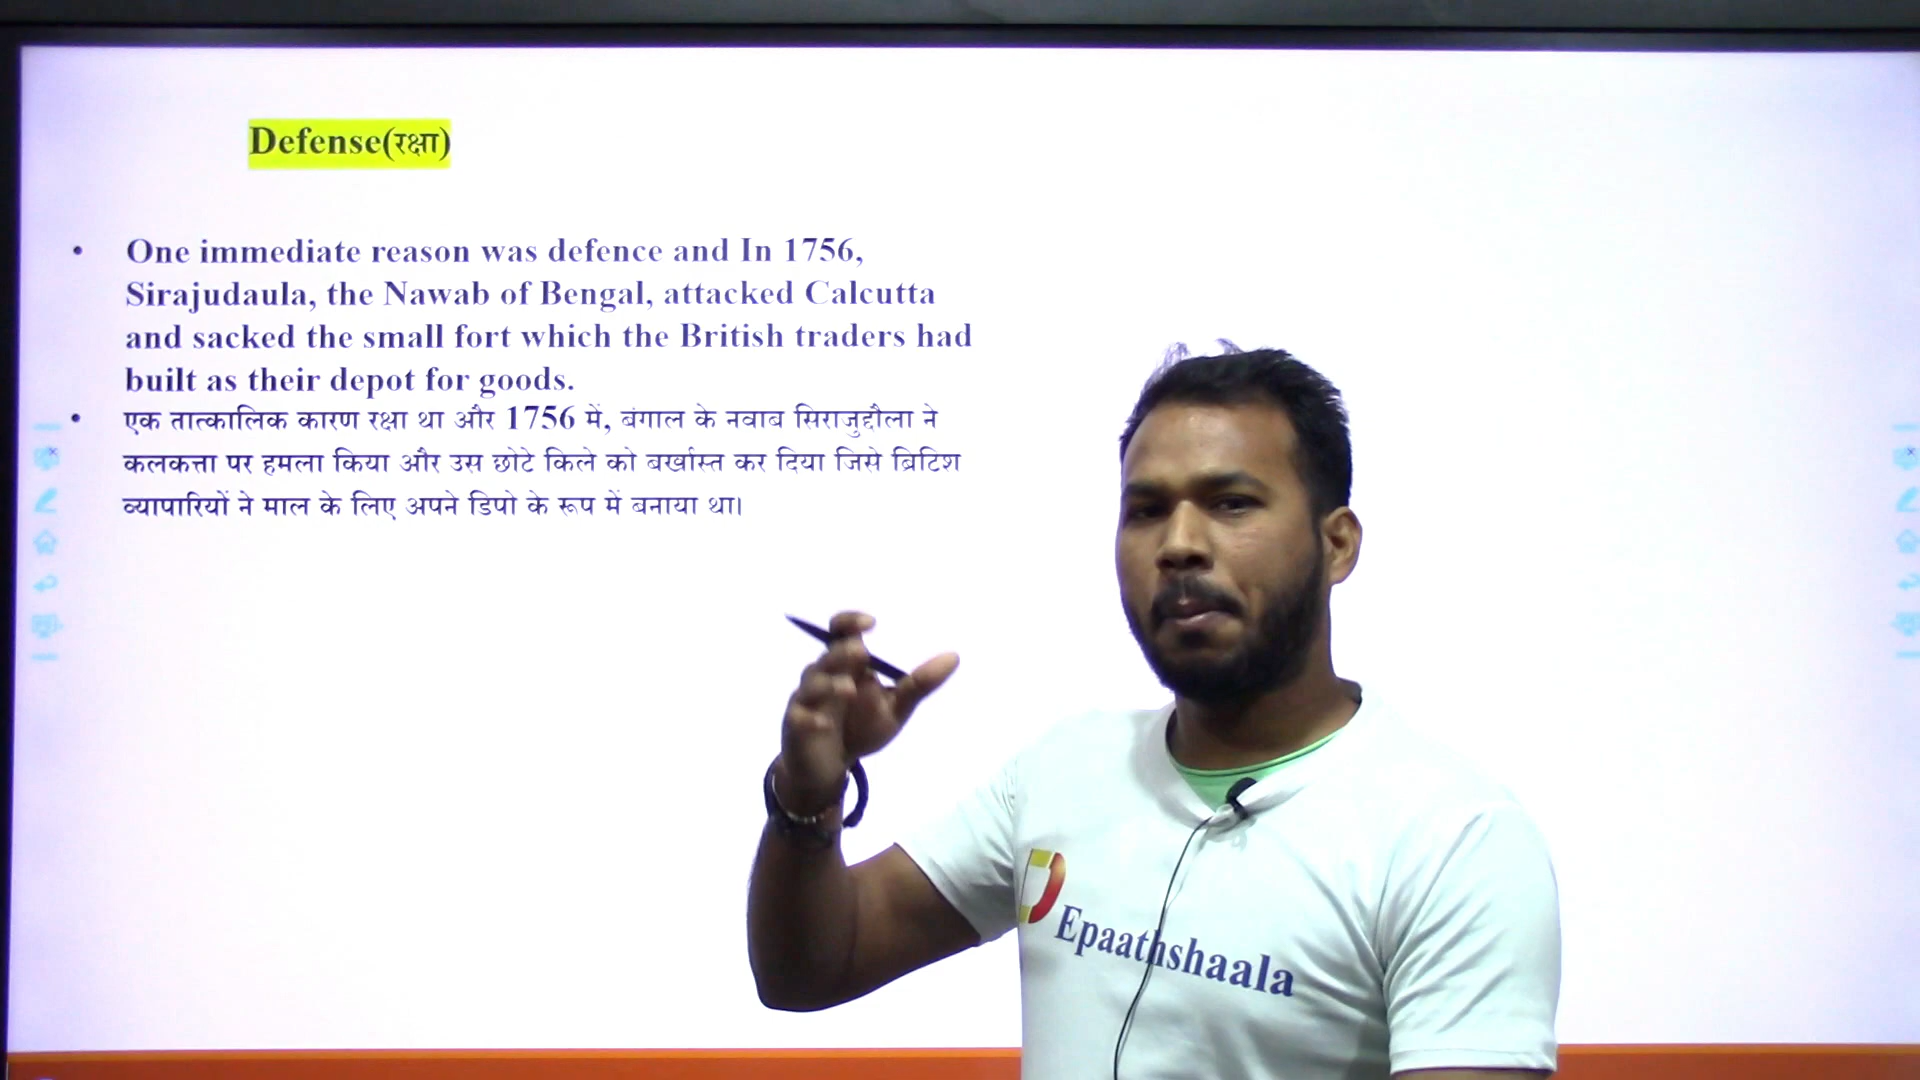 Defense(रक्षा)
• One immediate reason was defence and In 1756,
Sirajudaula, the Nawab of Bengal, attacked Calcutta
and sacked the small fort which the British traders had
built as their depot for goods.
• एक तात्कालिक कारण रक्षा था और 1756 में, बंगाल के नवाब सिराजुद्दौला ने
कलकत्ता पर हमला किया और उस छोटे किले को बर्खास्त कर दिया जिसे ब्रिटिश
व्यापारियों ने माल के लिए अपने डिपो के रूप में बनाया था।
Epaathshaala